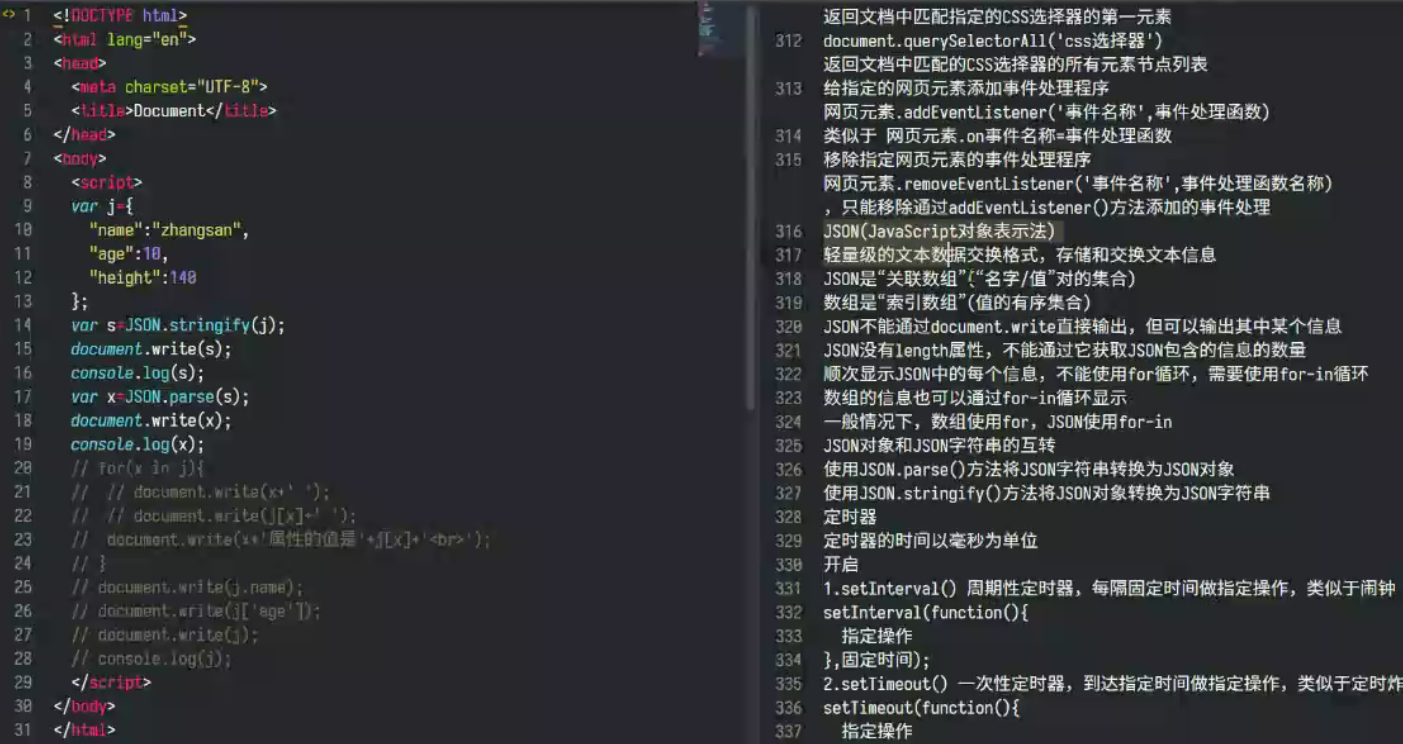 1 <!DOCTYPE html>
2 <html lang="en">
3 <head>
4 <meta charset="UTF-8">
5 <title>Document</title>
6 </head>
7 <body>
8 <script>
9 var j={
10 "name":"zhangsan",
11 "age":10,
12 "height":140
13 };
14 var s=JSON.stringify(j);
15 document.write(s);
16 console.log(s);
17 var x=JSON.parse(s);
18 document.write(x);
19 console.log(x);
20 // for(x in j){
21 // // document.write(x+' ');
22 // // document.write(j[x]+' ');
23 // document.write(x+'属性的值是'+j[x]+'<br>');
24 // }
25 // document.write(j.name);
26 // document.write(j['age']);
27 // document.write(j);
28 // console.log(j);
29 </script>
30 </body>
31 </html>
返回文档中匹配指定的CSS选择器的第一元素
312 document.querySelectorAll('css选择器')
返回文档中匹配的CSS选择器的所有元素节点列表
313 给指定的网页元素添加事件处理程序
网页元素.addEventListener('事件名称',事件处理函数)
314 类似于 网页元素.on事件名称=事件处理函数
315 移除指定网页元素的事件处理程序
网页元素.removeEventListener('事件名称',事件处理函数名称)
，只能移除通过addEventListener()方法添加的事件处理
316 JSON(JavaScript对象表示法)
317 轻量级的文本数据交换格式，存储和交换文本信息
318 JSON是“关联数组”(“名字/值”对的集合)
319 数组是“索引数组”(值的有序集合)
320 JSON不能通过document.write直接输出，但可以输出其中某个信息
321 JSON没有length属性，不能通过它获取JSON包含的信息的数量
322 顺次显示JSON中的每个信息，不能使用for循环，需要使用for-in循环
323 数组的信息也可以通过for-in循环显示
324 一般情况下，数组使用for，JSON使用for-in
325 JSON对象和JSON字符串的互转
326 使用JSON.parse()方法将JSON字符串转换为JSON对象
327 使用JSON.stringify()方法将JSON对象转换为JSON字符串
328 定时器
329 定时器的时间以毫秒为单位
330 开启
331 1.setInterval() 周期性定时器，每隔固定时间做指定操作，类似于闹钟
332 setInterval(function(){
333 指定操作
334 },固定时间);
335 2.setTimeout() 一次性定时器，到达指定时间做指定操作，类似于定时炸
336 setTimeout(function(){
337 指定操作